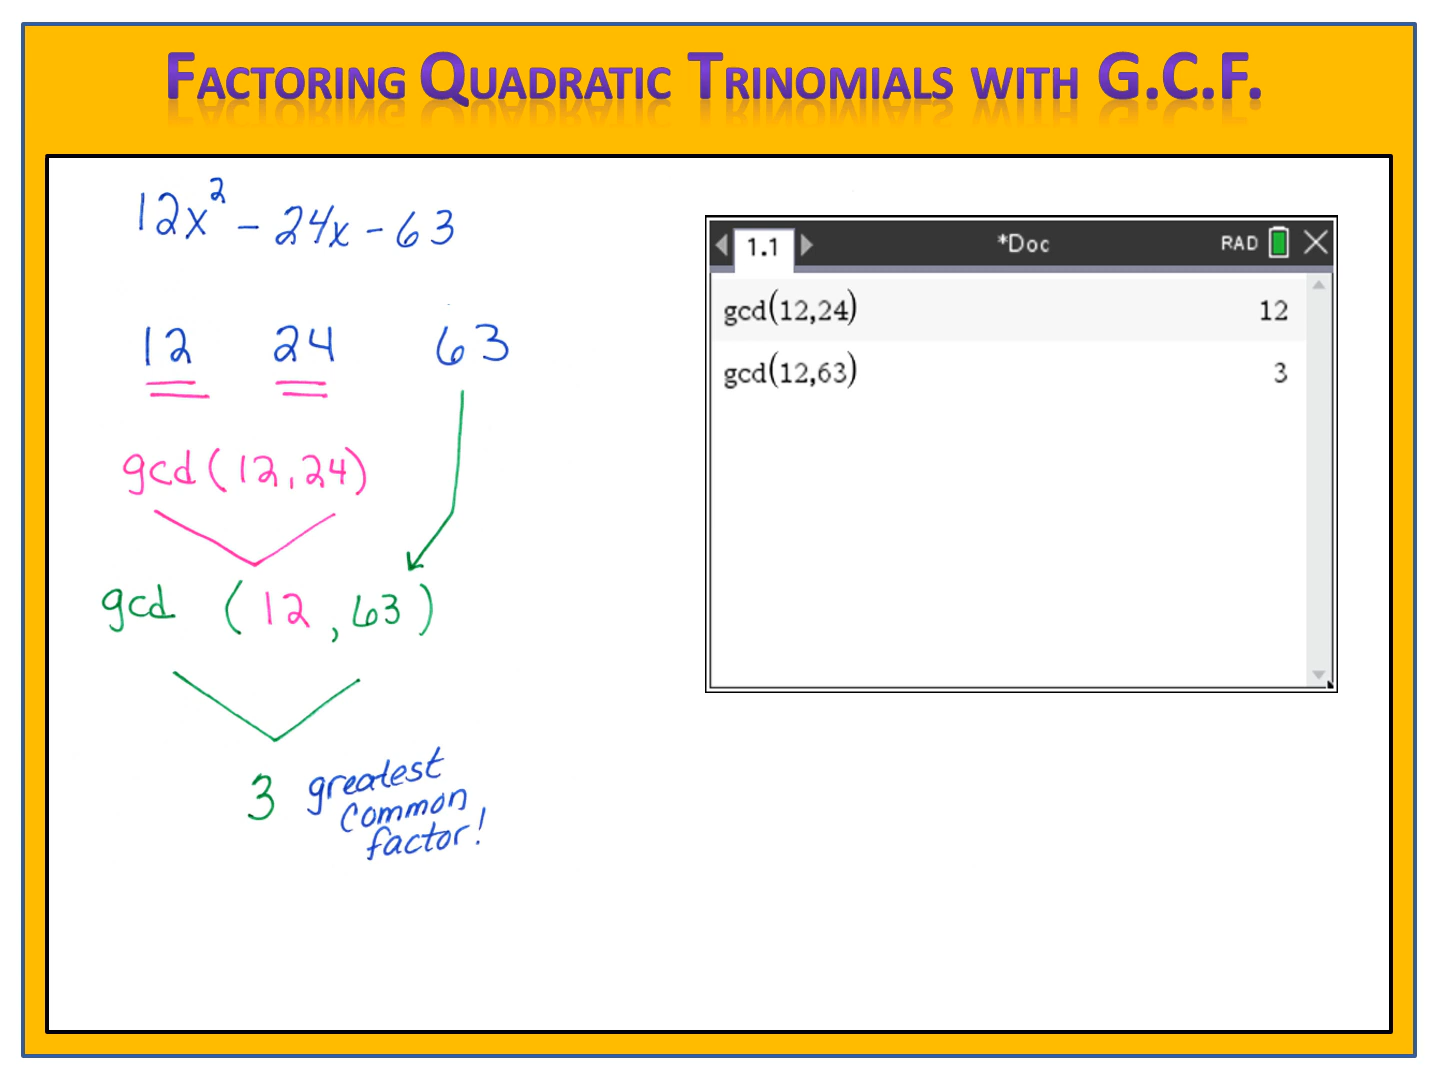 Factoring Quadratic Trinomials with G.C.F.
12x² - 24x - 63
12 24 63
gcd(12,24)
gcd (12,63)
3 greatest
common
factor!
1.1 *Doc RAD
gcd(12,24) 12
gcd(12,63) 3